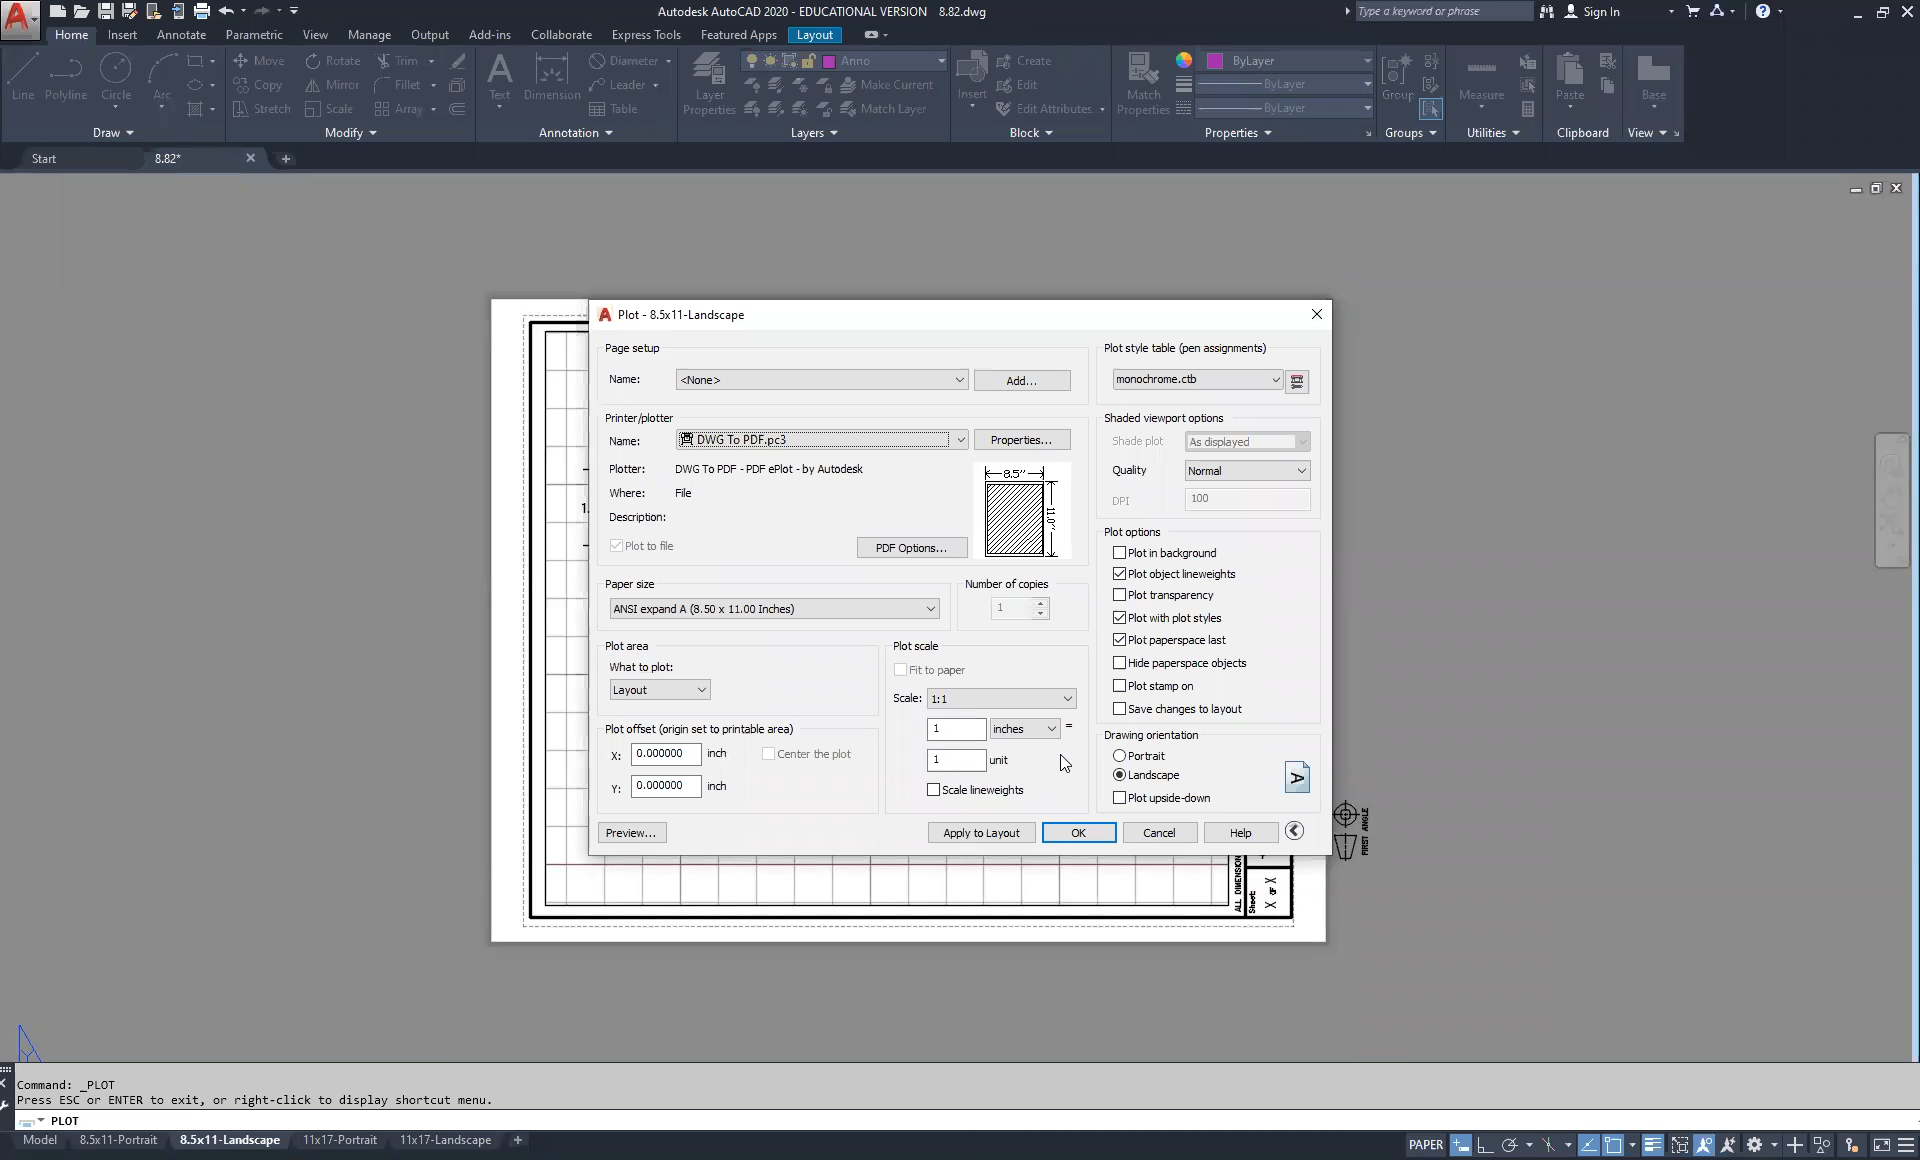 Autodesk AutoCAD 2020 - EDUCATIONAL VERSION 8.82.dwg
Type a keyword or phrase
Sign In
Home Insert Annotate Parametric View Manage Output Add-ins Collaborate Express Tools Featured Apps Layout
Line Polyline Circle Arc
Move Rotate Trim
Copy Mirror Fillet
Stretch Scale Array
Text Dimension
Diameter
Leader
Table
Layer Properties
Anno
Make Current
Match Layer
Insert
Create
Edit
Edit Attributes
Match Properties
ByLayer
ByLayer
ByLayer
Group
Measure
Paste
Base
Draw Modify Annotation Layers Block Properties Groups Utilities Clipboard View
Start 8.82*
Plot - 8.5x11-Landscape
Page setup
Name: <None> Add...
Printer/plotter
Name: DWG To PDF.pc3 Properties...
Plotter: DWG To PDF - PDF ePlot - by Autodesk
Where: File
Description:
Plot to file
PDF Options...
8.5"
11.0"
Paper size
ANSI expand A (8.50 x 11.00 Inches)
Number of copies
1
Plot area
What to plot:
Layout
Plot scale
Fit to paper
Scale: 1:1
1 inches =
1 unit
Scale lineweights
Plot offset (origin set to printable area)
X: 0.000000 inch Center the plot
Y: 0.000000 inch
Plot style table (pen assignments)
monochrome.ctb
Shaded viewport options
Shade plot As displayed
Quality Normal
DPI 100
Plot options
Plot in background
Plot object lineweights
Plot transparency
Plot with plot styles
Plot paperspace last
Hide paperspace objects
Plot stamp on
Save changes to layout
Drawing orientation
Portrait
Landscape
Plot upside-down
A
Preview... Apply to Layout OK Cancel Help
1.
FIRST ANGLE
ALL DIMENSION
Sheet:
X OF X
Command: _PLOT
Press ESC or ENTER to exit, or right-click to display shortcut menu.
PLOT
Model 8.5x11-Portrait 8.5x11-Landscape 11x17-Portrait 11x17-Landscape
PAPER